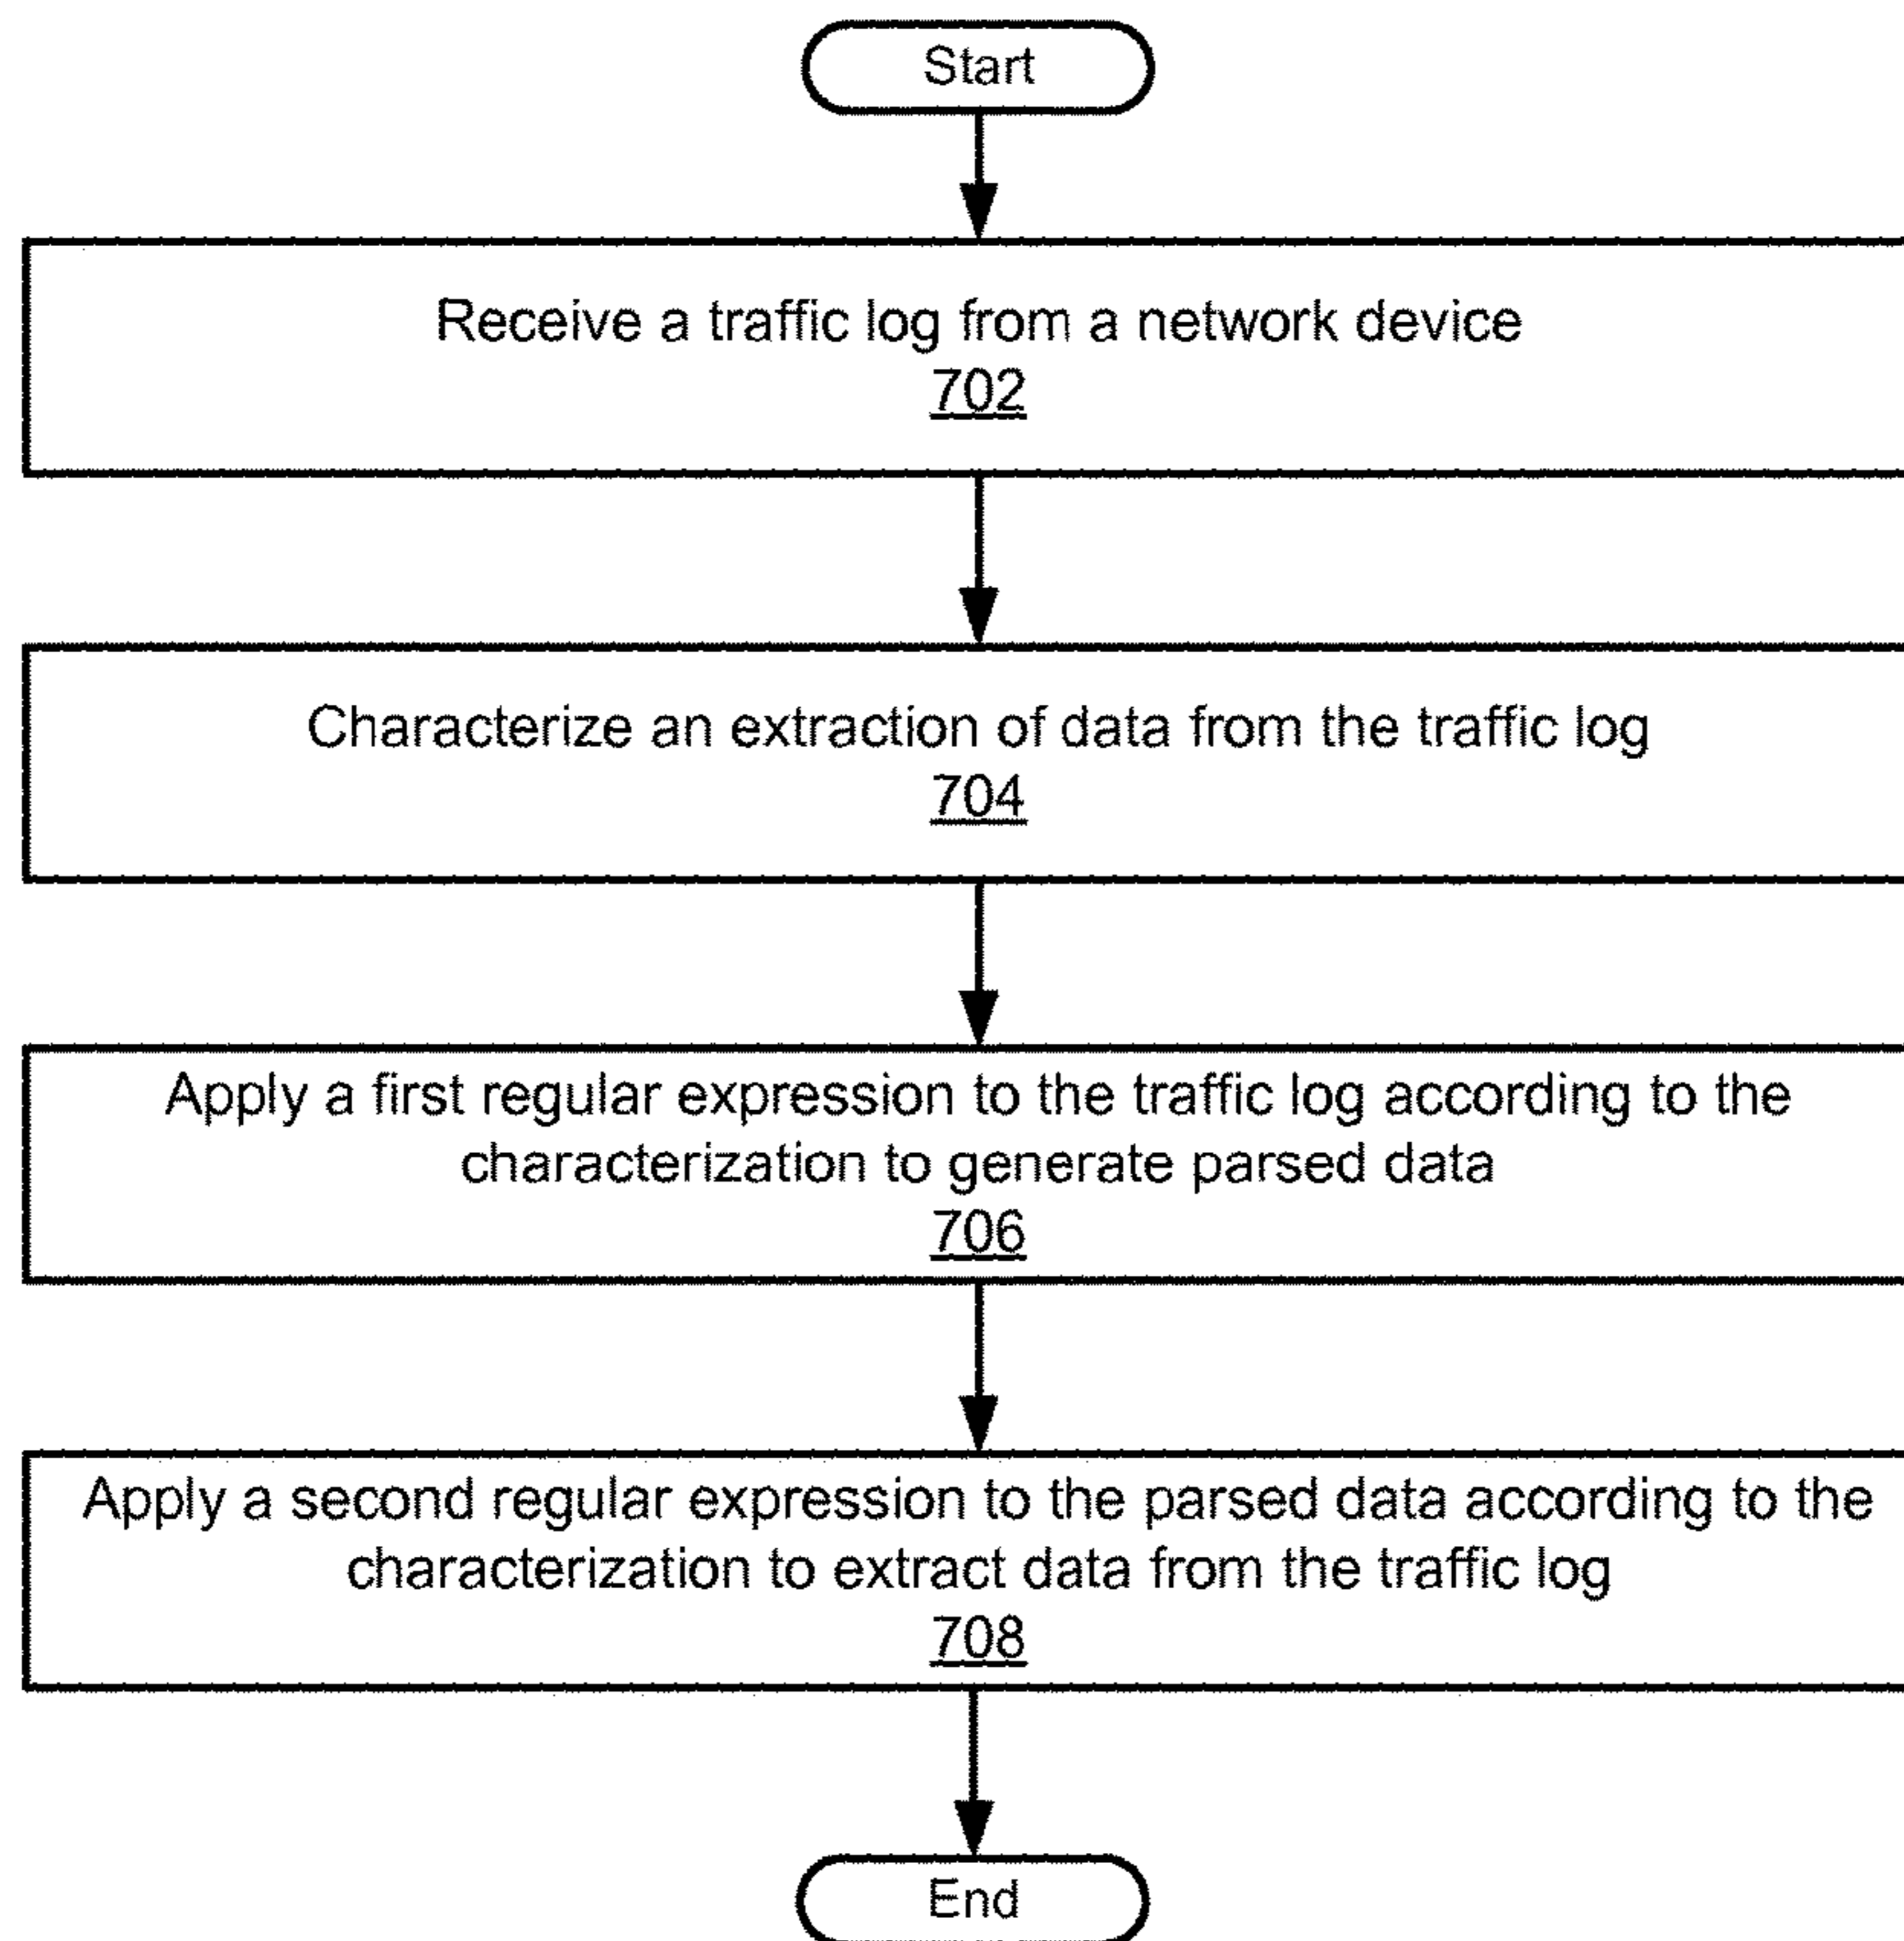 Start
Receive a traffic log from a network device
702
Characterize an extraction of data from the traffic log
704
Apply a first regular expression to the traffic log according to the
characterization to generate parsed data
706
Apply a second regular expression to the parsed data according to the
characterization to extract data from the traffic log
708
End